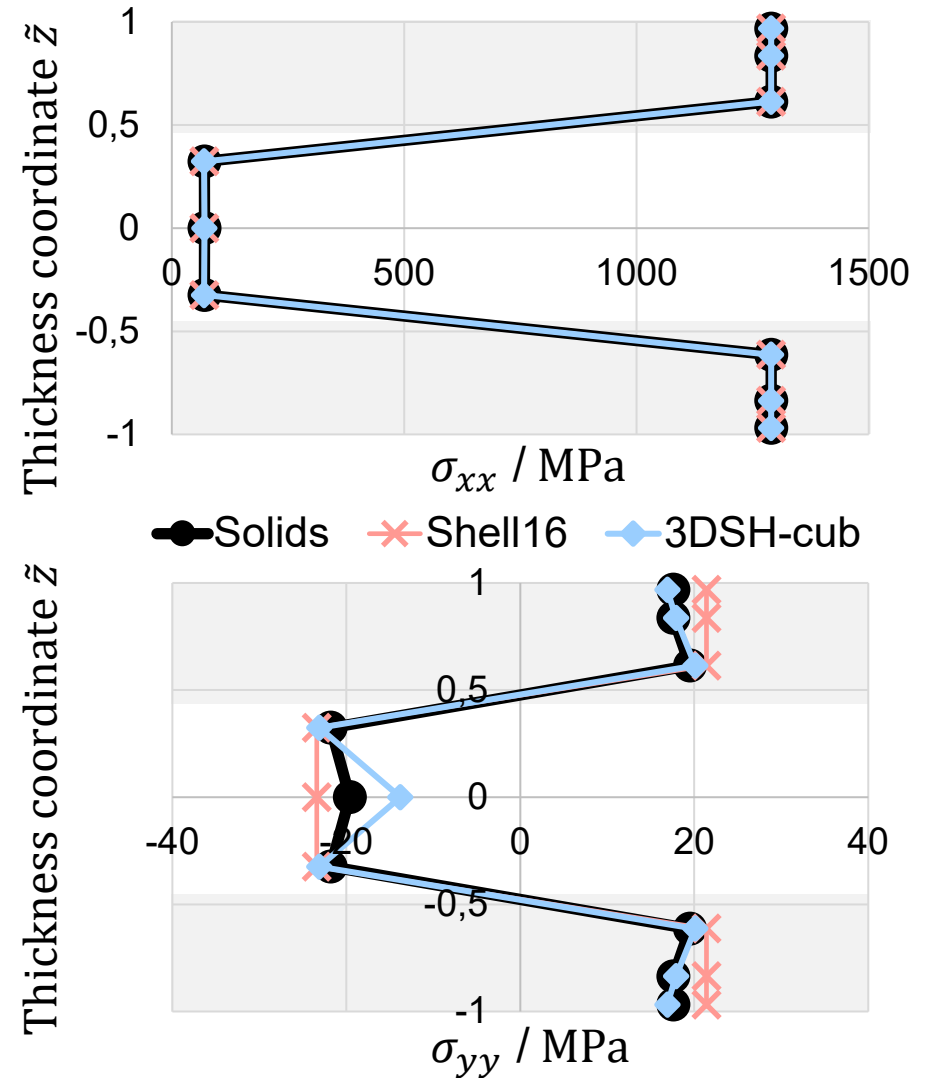 Thickness coordinate z̃
1
0,5
0
-0,5
-1
0 500 1000 1500
σxx / MPa
Solids Shell16 3DSH-cub
Thickness coordinate z̃
1
0,5
0
-0,5
-1
-40 -20 0 20 40
σyy / MPa